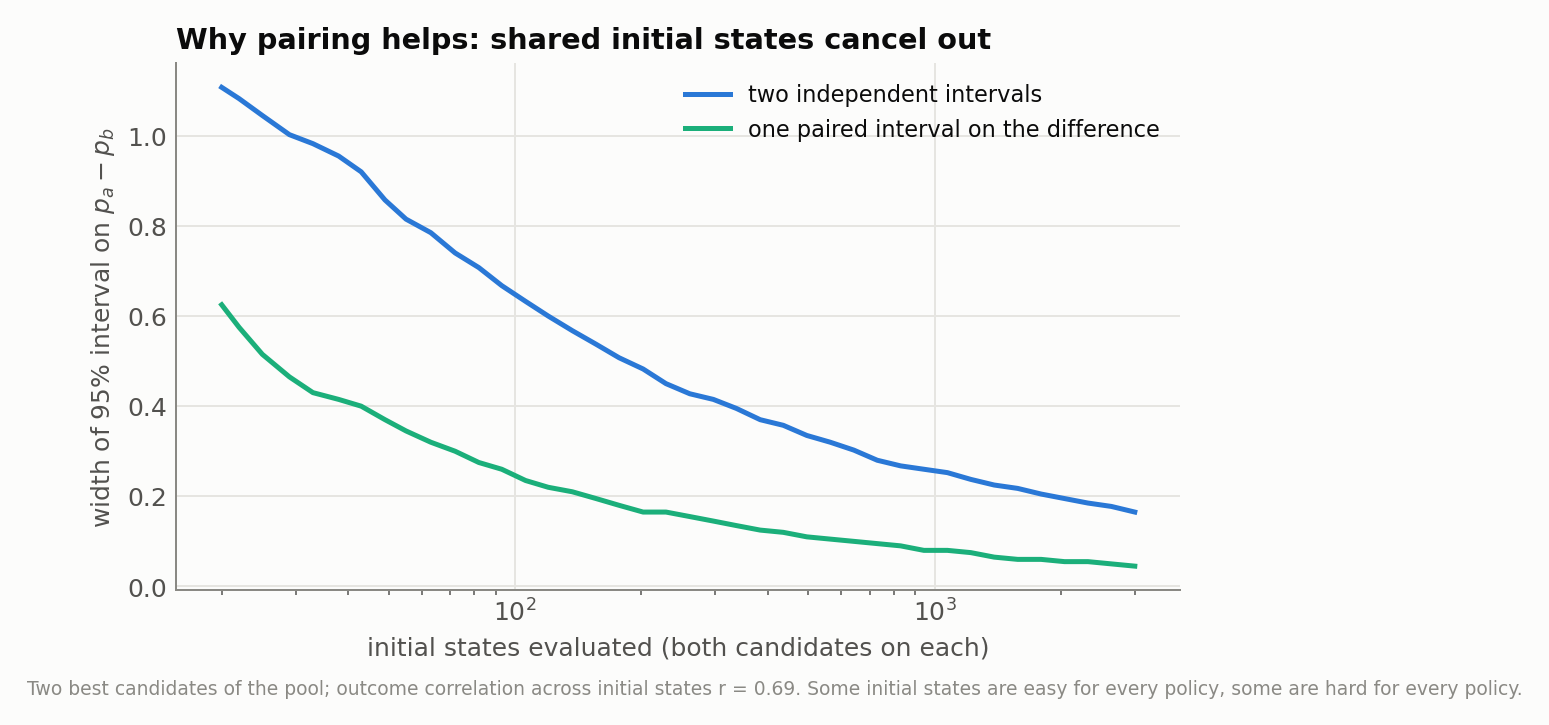 Why pairing helps: shared initial states cancel out
two independent intervals
one paired interval on the difference
width of 95% interval on pₐ − p_b
1.0
0.8
0.6
0.4
0.2
0.0
10² 10³
initial states evaluated (both candidates on each)
Two best candidates of the pool; outcome correlation across initial states r = 0.69. Some initial states are easy for every policy, some are hard for every policy.